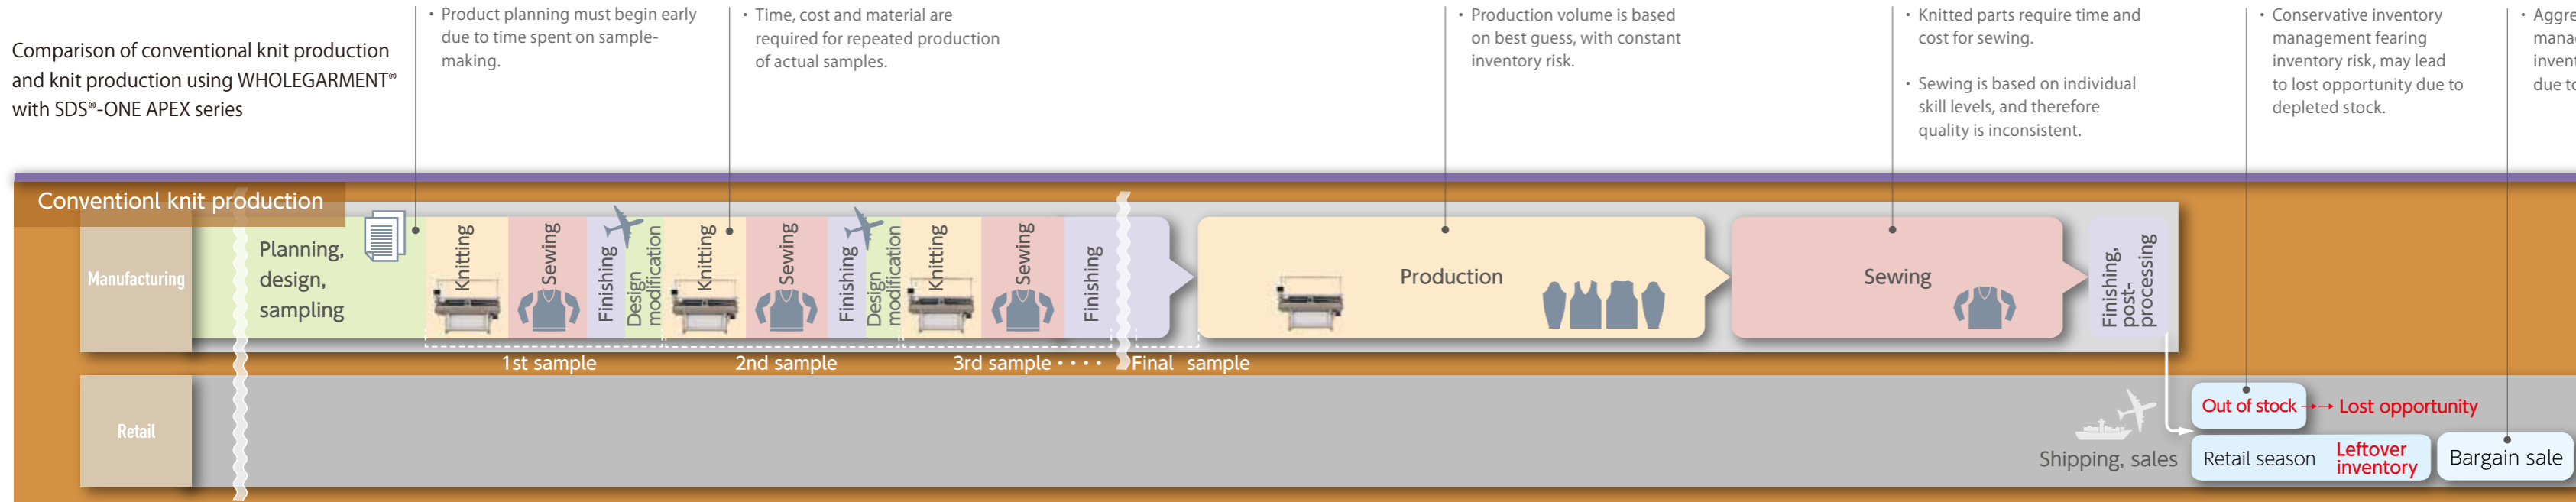 Comparison of conventional knit production
and knit production using WHOLEGARMENT®
with SDS®-ONE APEX series
・Product planning must begin early
due to time spent on sample-
making.
・Time, cost and material are
required for repeated production
of actual samples.
・Production volume is based
on best guess, with constant
inventory risk.
・Knitted parts require time and
cost for sewing.
・Sewing is based on individual
skill levels, and therefore
quality is inconsistent.
・Conservative inventory
management fearing
inventory risk, may lead
to lost opportunity due to
depleted stock.
due to
Conventionl knit production
Manufacturing
Planning,
design,
sampling
Knitting
Sewing
Finishing
Design
modification
Knitting
Sewing
Finishing
Design
modification
Knitting
Sewing
Finishing
Production
Sewing
Finishing,
post-
processing
1st sample
2nd sample
3rd sample ・・・・
Final sample
Retail
Shipping, sales
Out of stock →→ Lost opportunity
Retail season
Leftover
inventory
Bargain sale